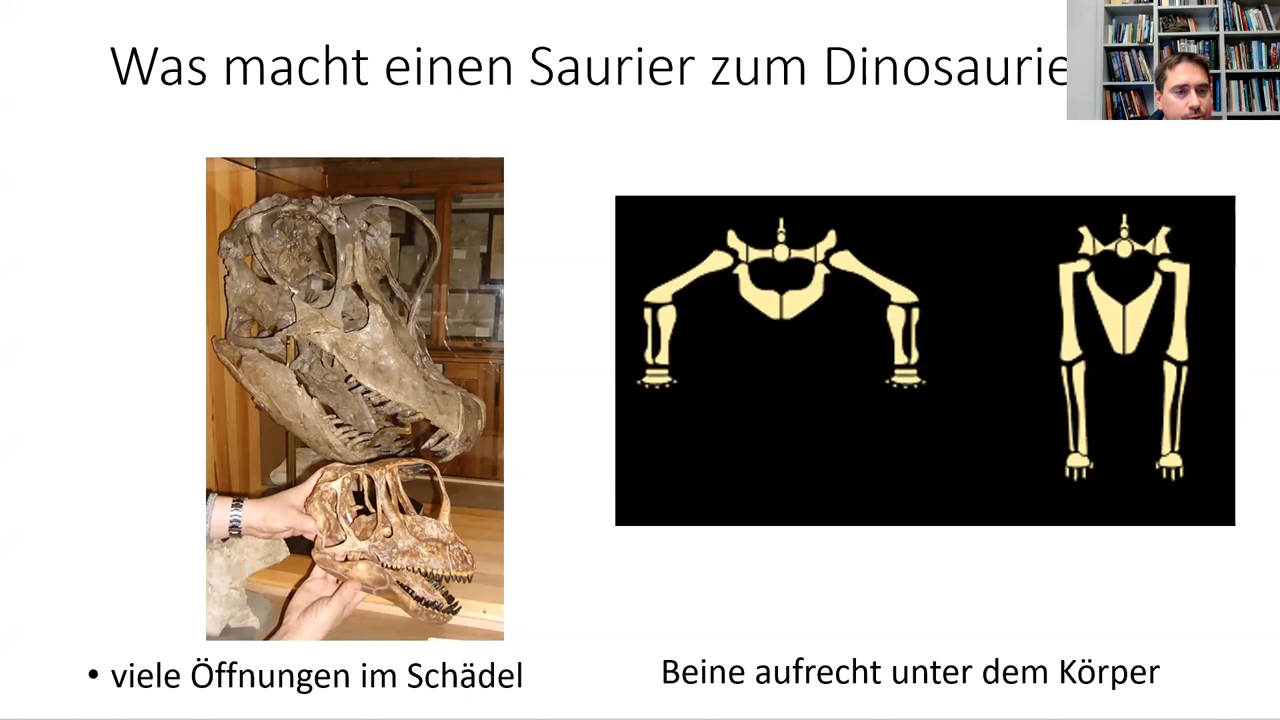 Was macht einen Saurier zum Dinosaurie
• viele Öffnungen im Schädel
Beine aufrecht unter dem Körper